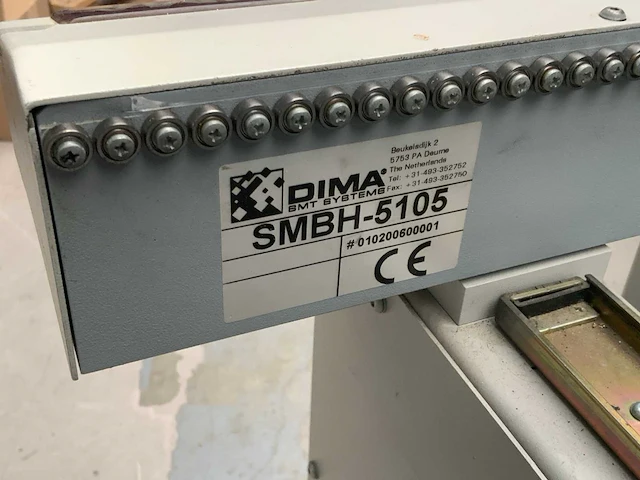 DIMA®
SMT SYSTEMS
Beukelsdijk 2
5753 PA Deurne
The Netherlands
Tel: +31-493-352752
Fax: +31-493-352750
SMBH-5105
# 010200600001
CE